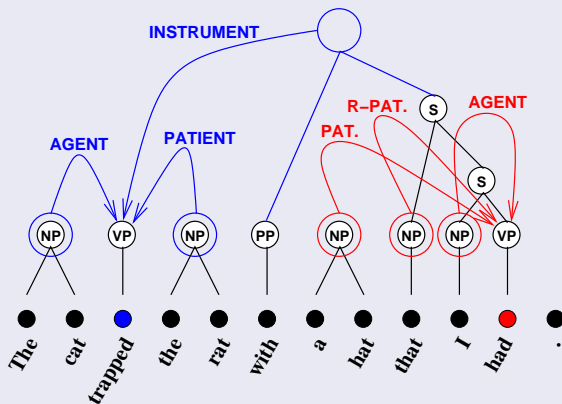 INSTRUMENT
S
R-PAT. AGENT
AGENT PATIENT PAT.
S
NP VP NP PP NP NP NP VP
The cat trapped the rat with a hat that I had .